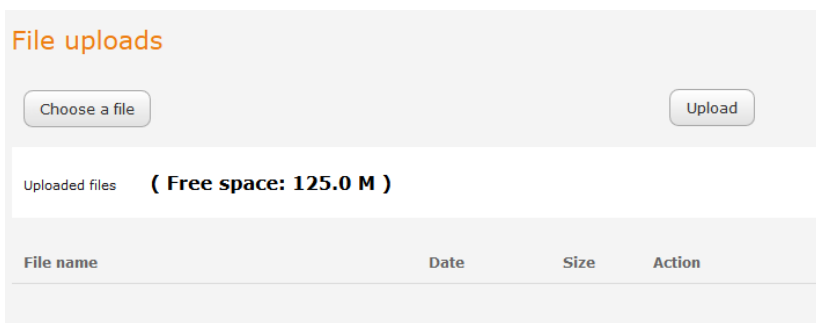 File uploads
Choose a file Upload
Uploaded files ( Free space: 125.0 M )
File name Date Size Action